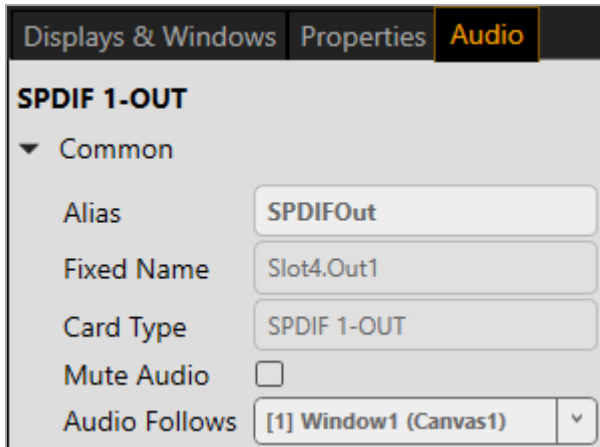 Displays & Windows Properties Audio
SPDIF 1-OUT
Common
Alias SPDIFOut
Fixed Name Slot4.Out1
Card Type SPDIF 1-OUT
Mute Audio
Audio Follows [1] Window1 (Canvas1)